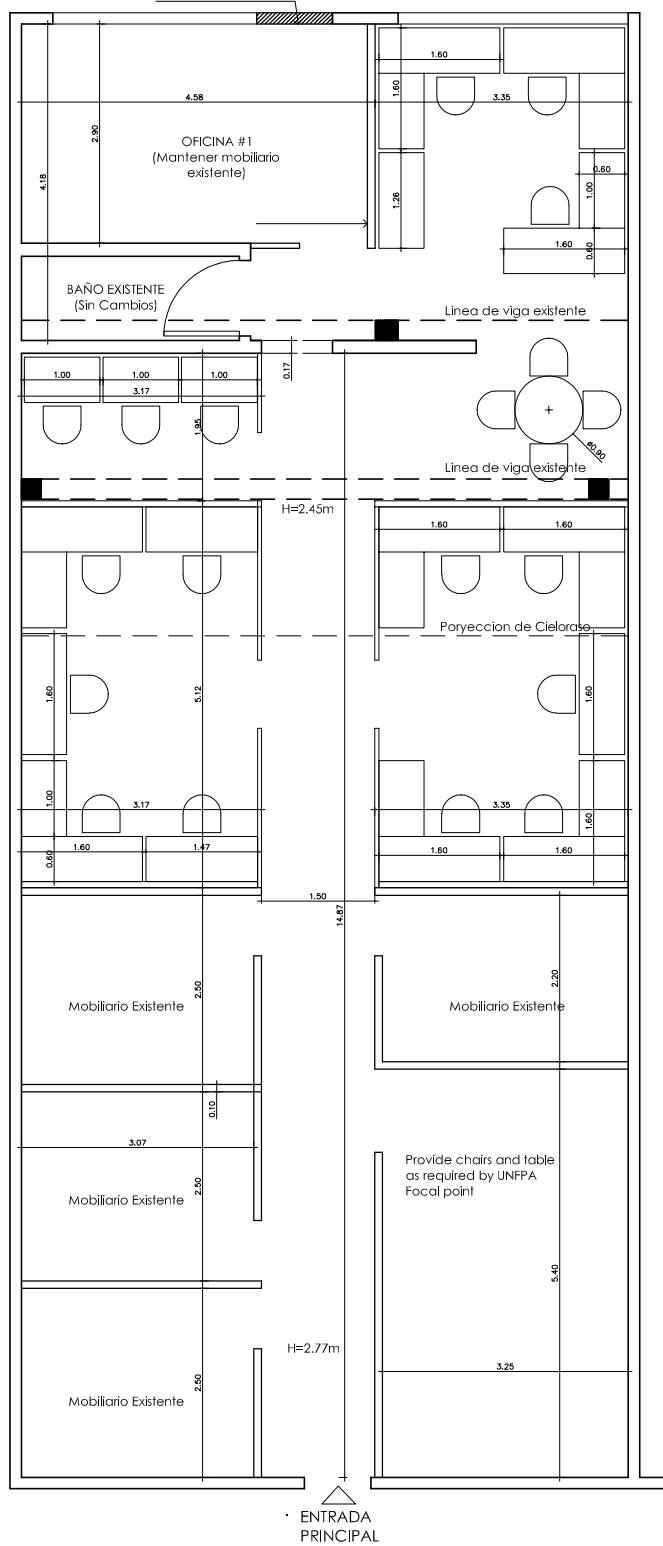 1.60
1.60
4.58
3.35
2.90
OFICINA #1
(Mantener mobiliario
existente)
4.18
1.26
0.60
1.00
1.60
0.60
BAÑO EXISTENTE
(Sin Cambios)
Linea de viga existente
0.17
1.00
1.00
1.00
3.17
1.95
ø0.90
Linea de viga existente
H=2.45m
1.60
1.60
Poryeccion de Cieloraso
1.60
5.12
1.60
1.00
3.17
3.35
1.60
0.60
1.60
1.47
1.60
1.60
1.50
14.87
2.50
2.20
Mobiliario Existente
Mobiliario Existente
0.10
3.07
Provide chairs and table
as required by UNFPA
Focal point
2.50
Mobiliario Existente
5.40
H=2.77m
3.25
2.50
Mobiliario Existente
ENTRADA
PRINCIPAL